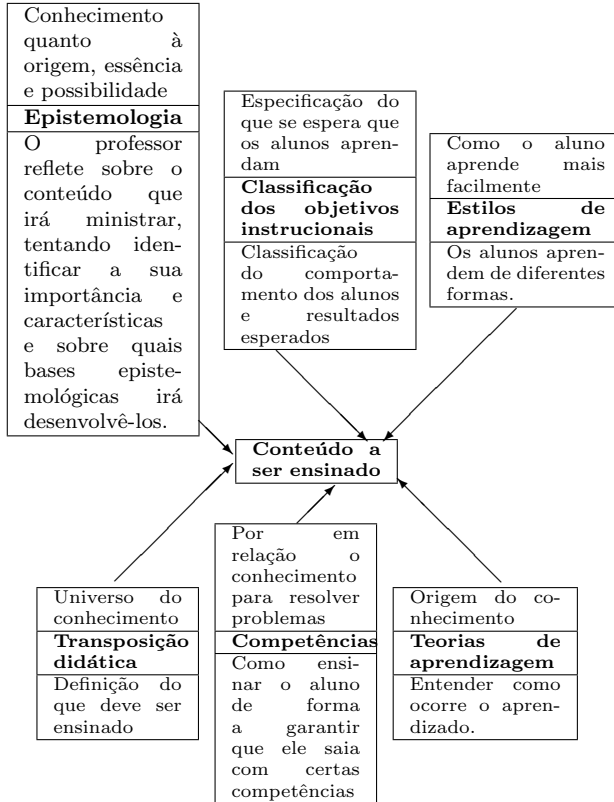 Conhecimento
quanto à
origem, essência
e possibilidade
Epistemologia
O professor
reflete sobre o
conteúdo que
irá ministrar,
tentando iden-
tificar a sua
importância e
características
e sobre quais
bases episte-
mológicas irá
desenvolvê-los.
Especificação do
que se espera que
os alunos apren-
dam
Classificação
dos objetivos
instrucionais
Classificação
do comporta-
mento dos alunos
e resultados
esperados
Como o aluno
aprende mais
facilmente
Estilos de
aprendizagem
Os alunos apren-
dem de diferentes
formas.
Conteúdo a
ser ensinado
Universo do
conhecimento
Transposição
didática
Definição do
que deve ser
ensinado
Por em
relação o
conhecimento
para resolver
problemas
Competências
Como ensi-
nar o aluno
de forma
a garantir
que ele saia
com certas
competências
Origem do co-
nhecimento
Teorias de
aprendizagem
Entender como
ocorre o apren-
dizado.